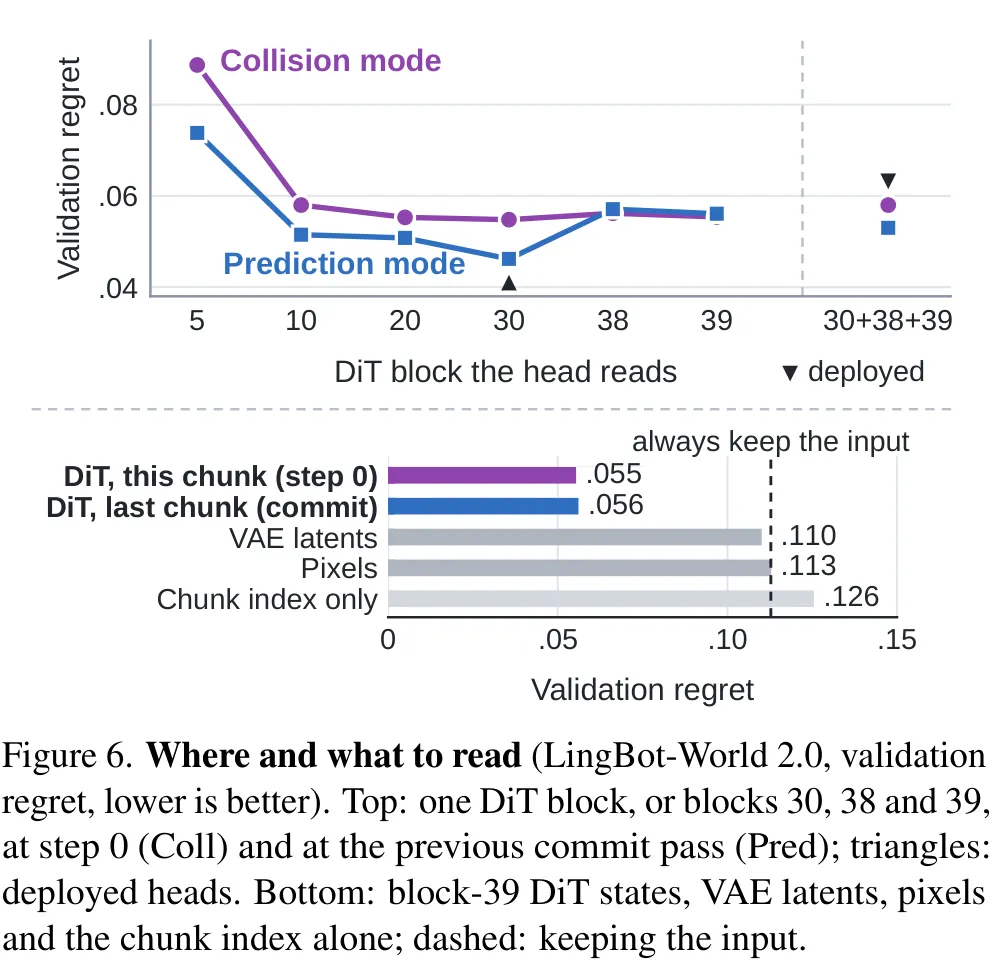 Collision mode
Validation regret
.08
.06
.04
Prediction mode
▲
▼
5 10 20 30 38 39 30+38+39
DiT block the head reads
▼ deployed
always keep the input
DiT, this chunk (step 0) .055
DiT, last chunk (commit) .056
VAE latents .110
Pixels .113
Chunk index only .126
0 .05 .10 .15
Validation regret
Figure 6. Where and what to read (LingBot-World 2.0, validation
regret, lower is better). Top: one DiT block, or blocks 30, 38 and 39,
at step 0 (Coll) and at the previous commit pass (Pred); triangles:
deployed heads. Bottom: block-39 DiT states, VAE latents, pixels
and the chunk index alone; dashed: keeping the input.